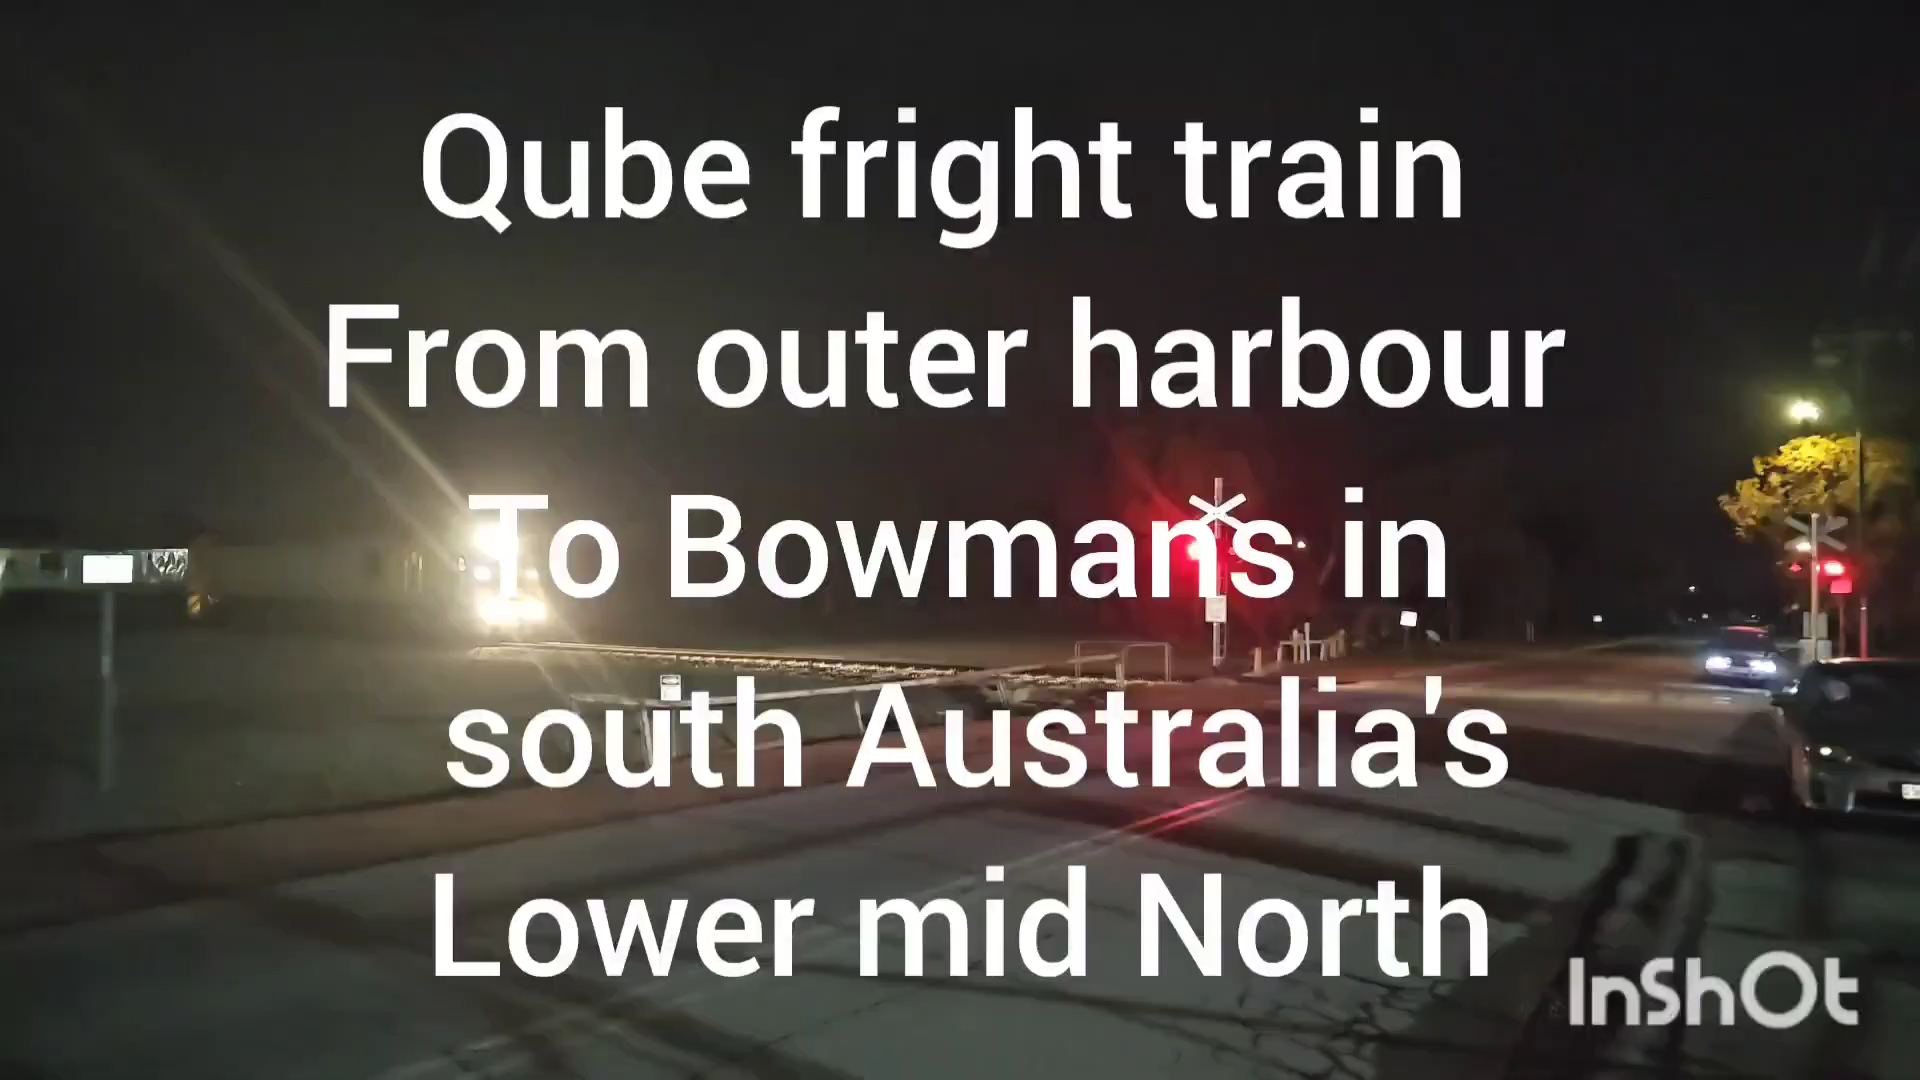 Qube fright train
From outer harbour
To Bowmans in
south Australia's
Lower mid North
InShOt